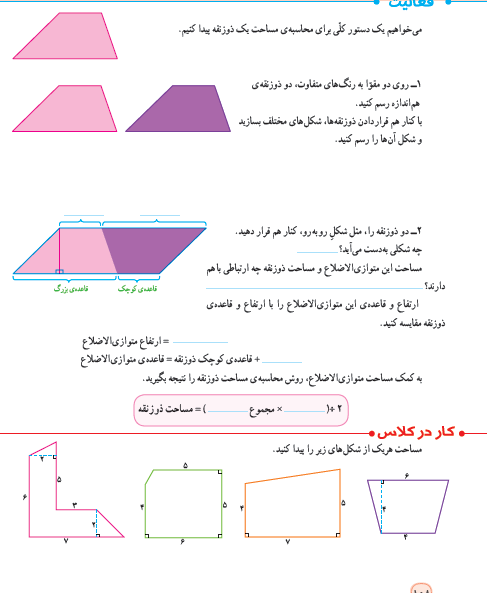 فعالیت
می‌خواهیم یک دستور کلّی برای محاسبه‌ی مساحت یک ذوزنقه پیدا کنیم.
۱ــ روی دو مقوّا به رنگ‌های متفاوت، دو ذوزنقه‌ی
هم‌اندازه رسم کنید.
با کنار هم قرار دادن ذوزنقه‌ها، شکل‌های مختلف بسازید
و شکل آن‌ها را رسم کنید.
۲ــ دو ذوزنقه را، مثل شکل روبه‌رو، کنار هم قرار دهید.
چه شکلی به‌دست می‌آید؟
مساحت این متوازی‌الاضلاع و مساحت ذوزنقه چه ارتباطی با هم
دارند؟
قاعده‌ی کوچک قاعده‌ی بزرگ
ارتفاع و قاعده‌ی این متوازی‌الاضلاع را با ارتفاع و قاعده‌ی
ذوزنقه مقایسه کنید.
= ارتفاع متوازی‌الاضلاع
+ قاعده‌ی کوچک ذوزنقه = قاعده‌ی متوازی‌الاضلاع
به کمک مساحت متوازی‌الاضلاع، روش محاسبه‌ی مساحت ذوزنقه را نتیجه بگیرید.
۲ ÷ ( × مجموع ) = مساحت ذوزنقه
کار در کلاس
مساحت هریک از شکل‌های زیر را پیدا کنید.
۶ ۴ ۴
۵ ۴ ۷
۵ ۴ ۵ ۶
۲ ۵ ۶ ۳ ۲ ۷